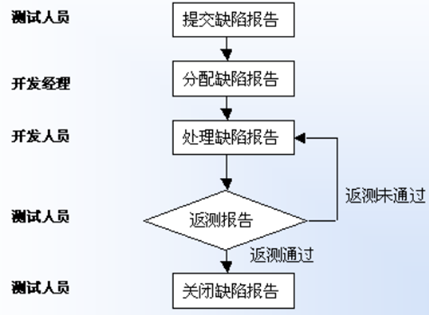 测试人员 提交缺陷报告
开发经理 分配缺陷报告
开发人员 处理缺陷报告
返测未通过
测试人员 返测报告
返测通过
测试人员 关闭缺陷报告